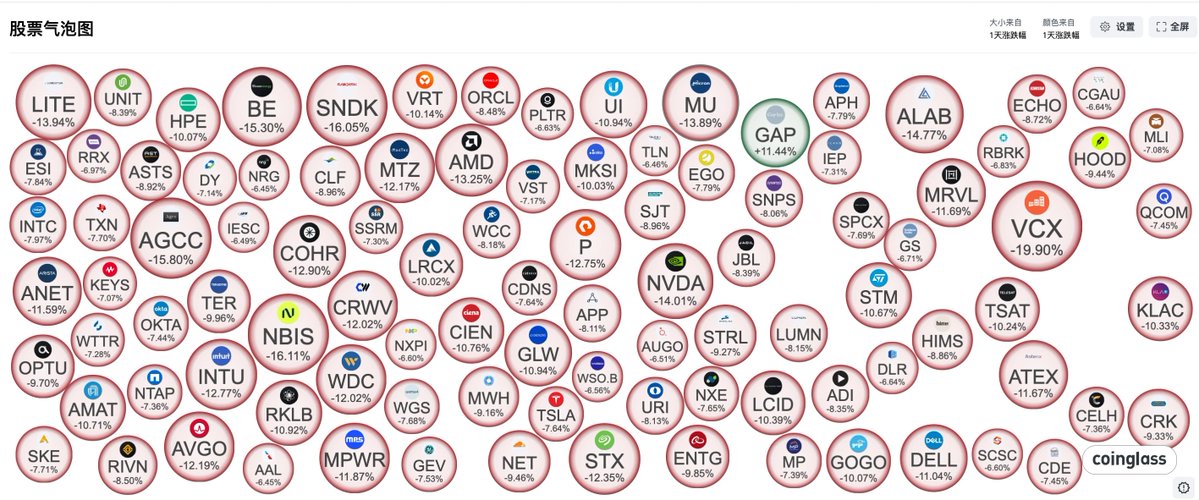 股票气泡图
大小来自
1天涨跌幅
颜色来自
1天涨跌幅
设置
全屏
LITE
-13.94%
UNIT
-8.39%
HPE
-10.07%
BE
-15.30%
SNDK
-16.05%
VRT
-10.14%
ORCL
-8.48%
PLTR
-6.63%
UI
-10.94%
MU
-13.89%
GAP
+11.44%
APH
-7.79%
ALAB
-14.77%
ECHO
-8.72%
CGAU
-6.64%
MLI
-7.08%
ESI
-7.84%
RRX
-6.97%
ASTS
-8.92%
DY
-7.14%
NRG
-6.45%
CLF
-8.96%
MTZ
-12.17%
AMD
-13.25%
VST
-7.17%
MKSI
-10.03%
TLN
-6.46%
EGO
-7.79%
IEP
-7.31%
RBRK
-6.83%
HOOD
-9.44%
INTC
-7.97%
TXN
-7.70%
AGCC
-15.80%
IESC
-6.49%
COHR
-12.90%
SSRM
-7.30%
LRCX
-10.02%
WCC
-8.18%
P
-12.75%
SJT
-8.96%
SNPS
-8.06%
SPCX
-7.69%
MRVL
-11.69%
GS
-6.71%
VCX
-19.90%
QCOM
-7.45%
ANET
-11.59%
KEYS
-7.07%
TER
-9.96%
CRWV
-12.02%
CDNS
-7.64%
NVDA
-14.01%
JBL
-8.39%
STM
-10.67%
TSAT
-10.24%
KLAC
-10.33%
WTTR
-7.28%
OKTA
-7.44%
NBIS
-16.11%
NXPI
-6.60%
CIEN
-10.76%
GLW
-10.94%
APP
-8.11%
AUGO
-6.51%
STRL
-9.27%
LUMN
-8.15%
HIMS
-8.86%
OPTU
-9.70%
INTU
-12.77%
WDC
-12.02%
WSO.B
-6.56%
DLR
-6.64%
ATEX
-11.67%
AMAT
-10.71%
NTAP
-7.36%
RKLB
-10.92%
WGS
-7.68%
MWH
-9.16%
TSLA
-7.64%
URI
-8.13%
NXE
-7.65%
LCID
-10.39%
ADI
-8.35%
CELH
-7.36%
CRK
-9.33%
SKE
-7.71%
RIVN
-8.50%
AVGO
-12.19%
AAL
-6.45%
MPWR
-11.87%
GEV
-7.53%
NET
-9.46%
STX
-12.35%
ENTG
-9.85%
MP
-7.39%
GOGO
-10.07%
DELL
-11.04%
SCSC
-6.60%
CDE
-7.45%
coinglass